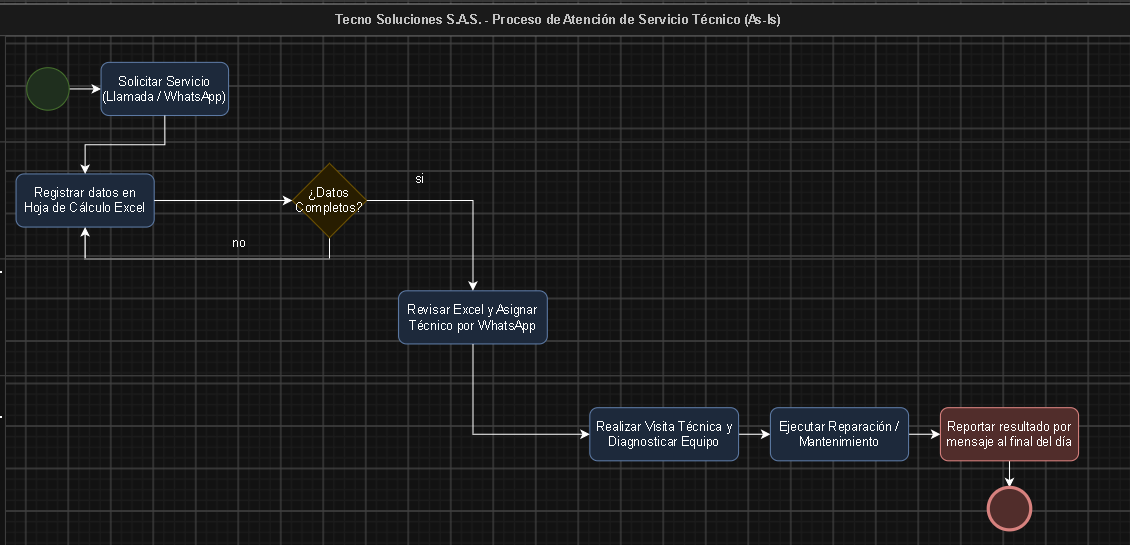 Tecno Soluciones S.A.S. - Proceso de Atención de Servicio Técnico (As-Is)
Solicitar Servicio
(Llamada / WhatsApp)
Registrar datos en
Hoja de Cálculo Excel
¿Datos
Completos?
si
no
Revisar Excel y Asignar
Técnico por WhatsApp
Realizar Visita Técnica y
Diagnosticar Equipo
Ejecutar Reparación /
Mantenimiento
Reportar resultado por
mensaje al final del día